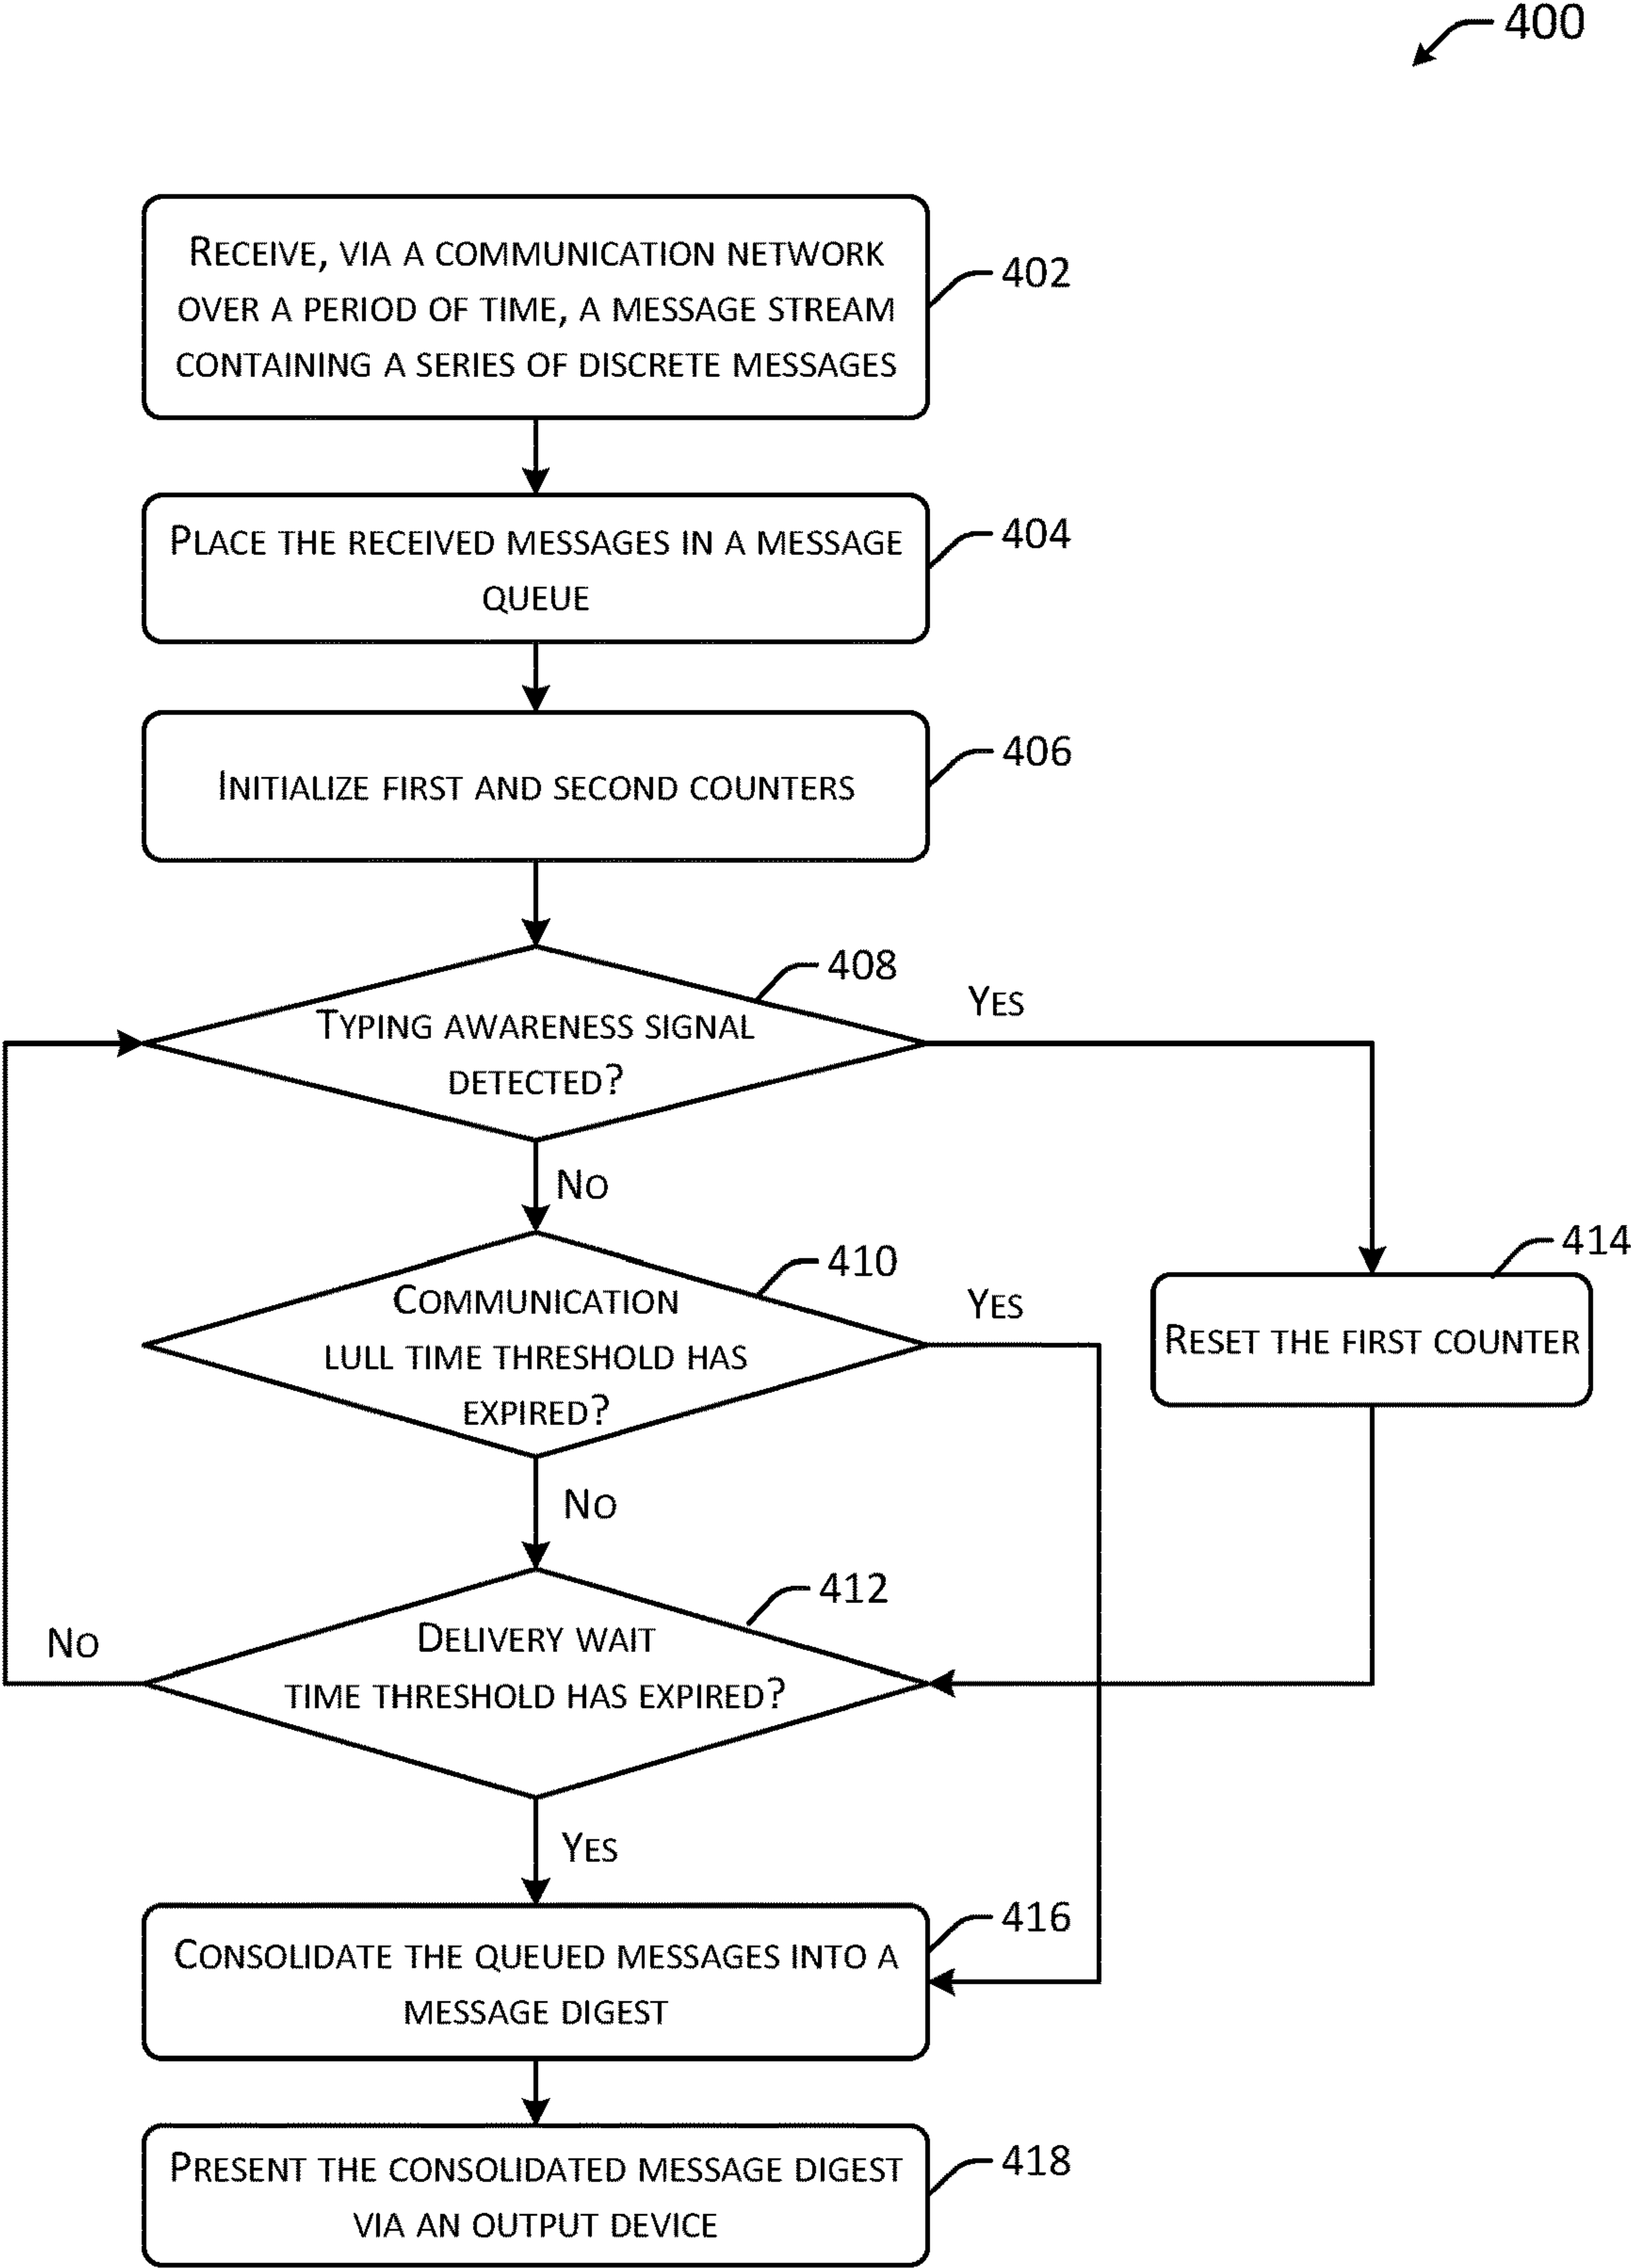 400
RECEIVE, VIA A COMMUNICATION NETWORK
OVER A PERIOD OF TIME, A MESSAGE STREAM
CONTAINING A SERIES OF DISCRETE MESSAGES
402
PLACE THE RECEIVED MESSAGES IN A MESSAGE
QUEUE
404
INITIALIZE FIRST AND SECOND COUNTERS
406
408
TYPING AWARENESS SIGNAL
DETECTED?
YES
NO
410
COMMUNICATION
LULL TIME THRESHOLD HAS
EXPIRED?
YES
414
RESET THE FIRST COUNTER
NO
412
DELIVERY WAIT
TIME THRESHOLD HAS EXPIRED?
NO
YES
416
CONSOLIDATE THE QUEUED MESSAGES INTO A
MESSAGE DIGEST
PRESENT THE CONSOLIDATED MESSAGE DIGEST
VIA AN OUTPUT DEVICE
418